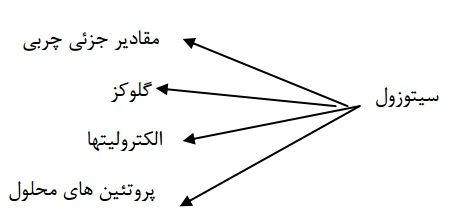 سیتوزول
مقادیر جزئی چربی
گلوکز
الکترولیتها
پروتئین های محلول